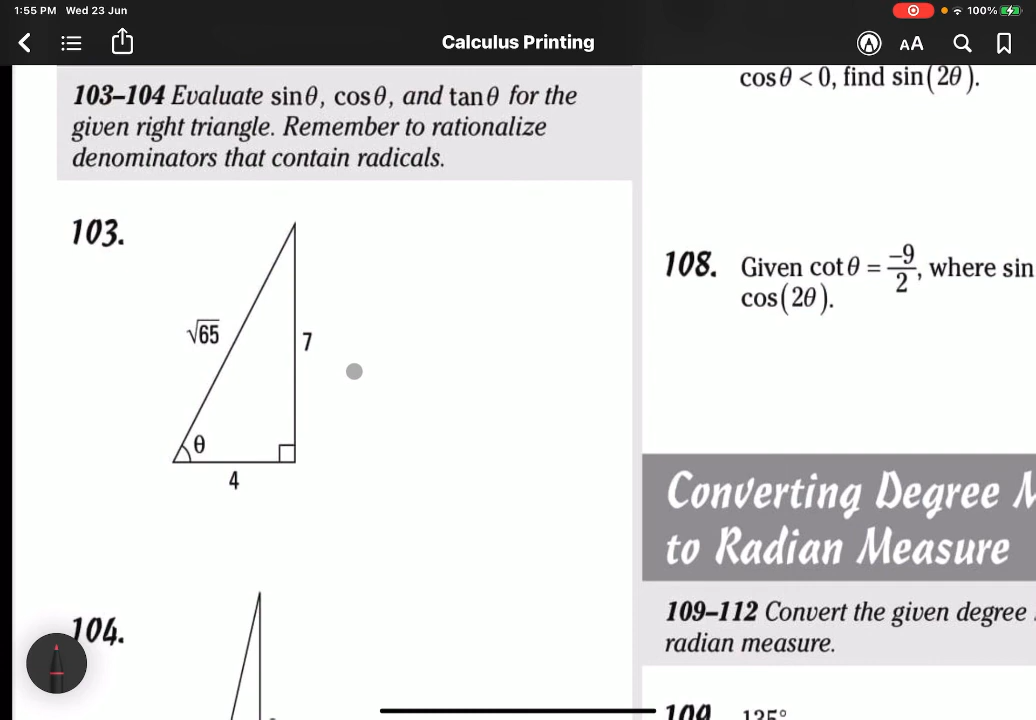 1:55 PM Wed 23 Jun
100%
Calculus Printing
AA
103–104 Evaluate sinθ, cosθ, and tanθ for the
given right triangle. Remember to rationalize
denominators that contain radicals.
103.
√65
7
θ
4
104.
cosθ < 0, find sin(2θ).
108. Given cotθ = -9/2, where sin
cos(2θ).
Converting Degree M
to Radian Measure
109–112 Convert the given degree
radian measure.
109 135°